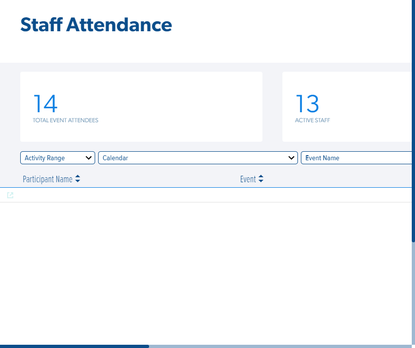 Staff Attendance
14
TOTAL EVENT ATTENDEES
13
ACTIVE STAFF
Activity Range
Calendar
Event Name
Participant Name
Event